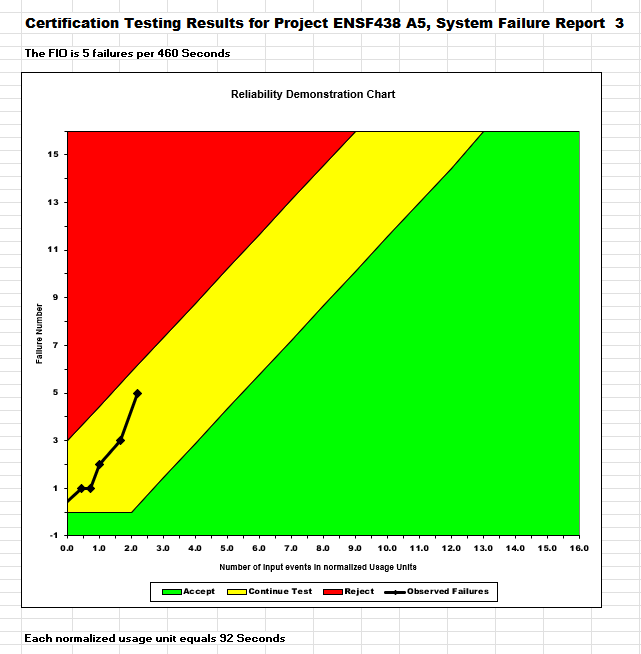 Certification Testing Results for Project ENSF438 A5, System Failure Report 3
The FIO is 5 failures per 460 Seconds
Reliability Demonstration Chart
15
13
11
9
7
5
3
1
-1
Failure Number
0.0 1.0 2.0 3.0 4.0 5.0 6.0 7.0 8.0 9.0 10.0 11.0 12.0 13.0 14.0 15.0 16.0
Number of input events in normalized Usage Units
Accept Continue Test Reject Observed Failures
Each normalized usage unit equals 92 Seconds